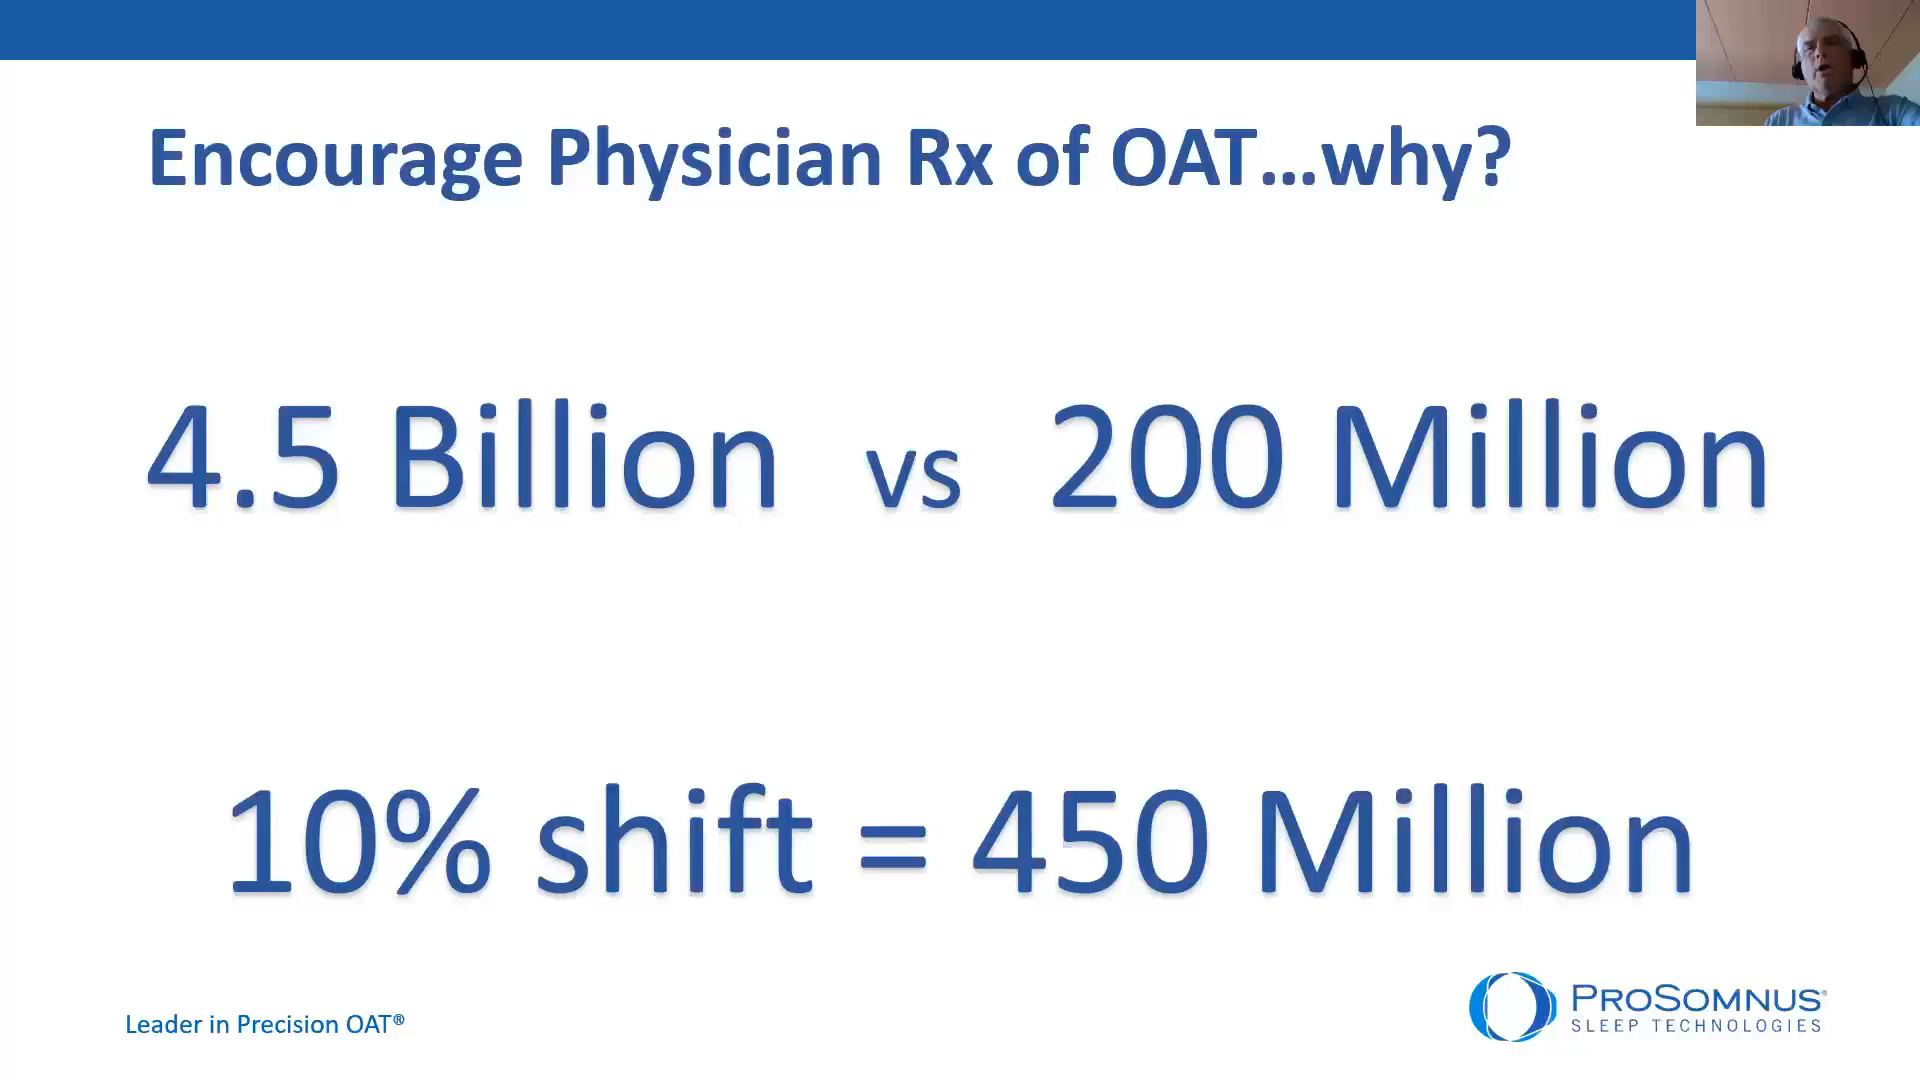 Encourage Physician Rx of OAT...why?
4.5 Billion vs 200 Million
10% shift = 450 Million
Leader in Precision OAT®
PROSOMNUS®
SLEEP TECHNOLOGIES